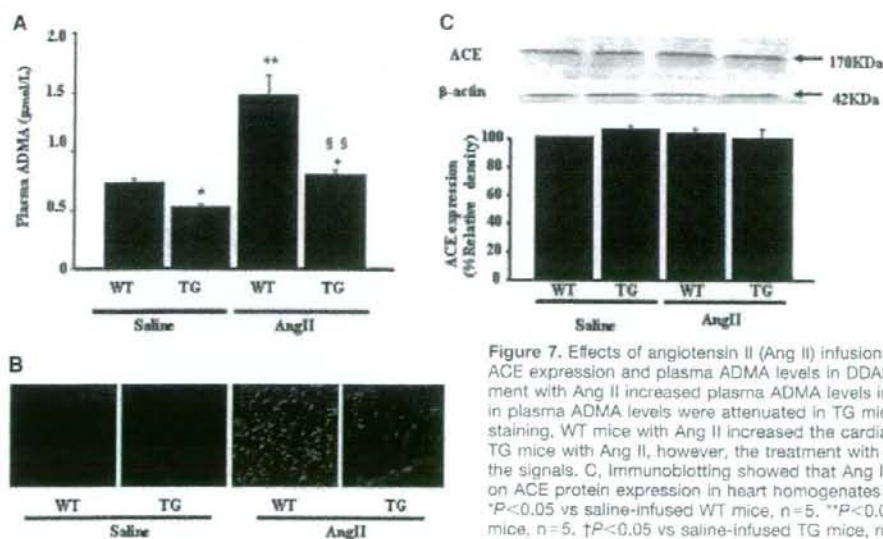 A
Plasma ADMA (µmol/L)
2.0
1.5
1.0
0.5
0
**
*
§ §
+
WT TG WT TG
Saline AngII
B
WT TG WT TG
Saline AngII
C
ACE 170KDa
β-actin 42KDa
ACE expression
(%Relative density)
100
80
60
40
20
0
WT TG WT TG
Saline AngII
Figure 7. Effects of angiotensin II (Ang II) infusion
ACE expression and plasma ADMA levels in DDA
ment with Ang II increased plasma ADMA levels in
in plasma ADMA levels were attenuated in TG mic
staining, WT mice with Ang II increased the cardia
TG mice with Ang II, however, the treatment with
the signals. C, Immunoblotting showed that Ang I
on ACE protein expression in heart homogenates
*P<0.05 vs saline-infused WT mice, n=5. **P<0.0
mice, n=5. †P<0.05 vs saline-infused TG mice, n